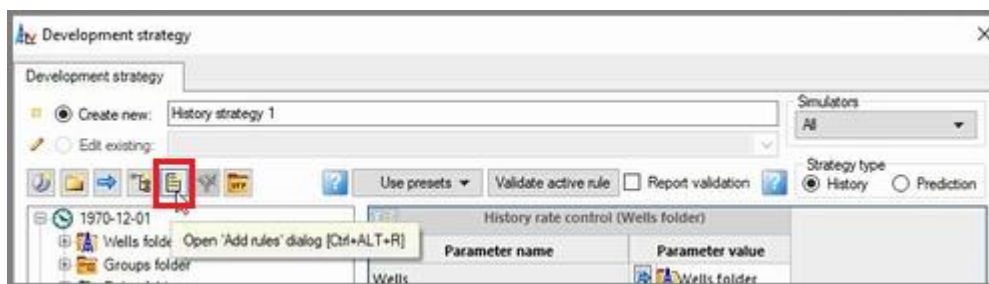 Development strategy
Development strategy
Create new: History strategy 1
Simulators
All
Edit existing:
Strategy type
Use presets Validate active rule Report validation
History Prediction
1970-12-01
History rate control (Wells folder)
Wells folde
Open 'Add rules' dialog [Ctrl+ALT+R]
Parameter name Parameter value
Groups folder
Wells Wells folder